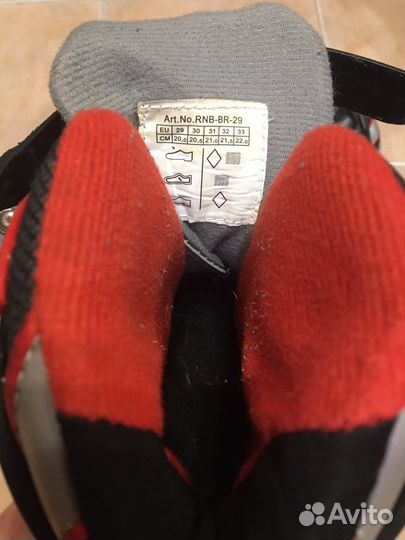 Art.No.RNB-BR-29
EU 29 30 31 32 33
CM 20,0 20,5 21,0 21,5 22,0
Avito